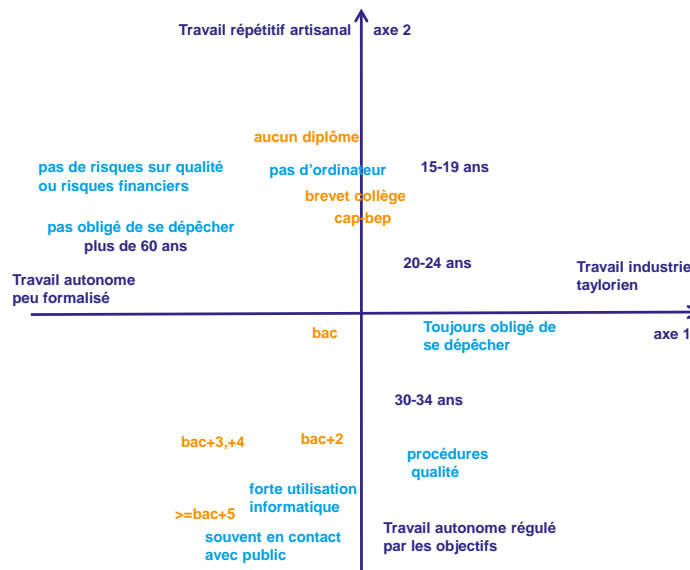 Travail répétitif artisanal
axe 2
aucun diplôme
pas de risques sur qualité
ou risques financiers
pas d'ordinateur
15-19 ans
brevet collège
cap-bep
pas obligé de se dépêcher
plus de 60 ans
20-24 ans
Travail autonome
peu formalisé
Travail industrie
taylorien
bac
Toujours obligé de
se dépêcher
axe 1
30-34 ans
bac+3,+4
bac+2
procédures
qualité
forte utilisation
informatique
>=bac+5
souvent en contact
avec public
Travail autonome régulé
par les objectifs